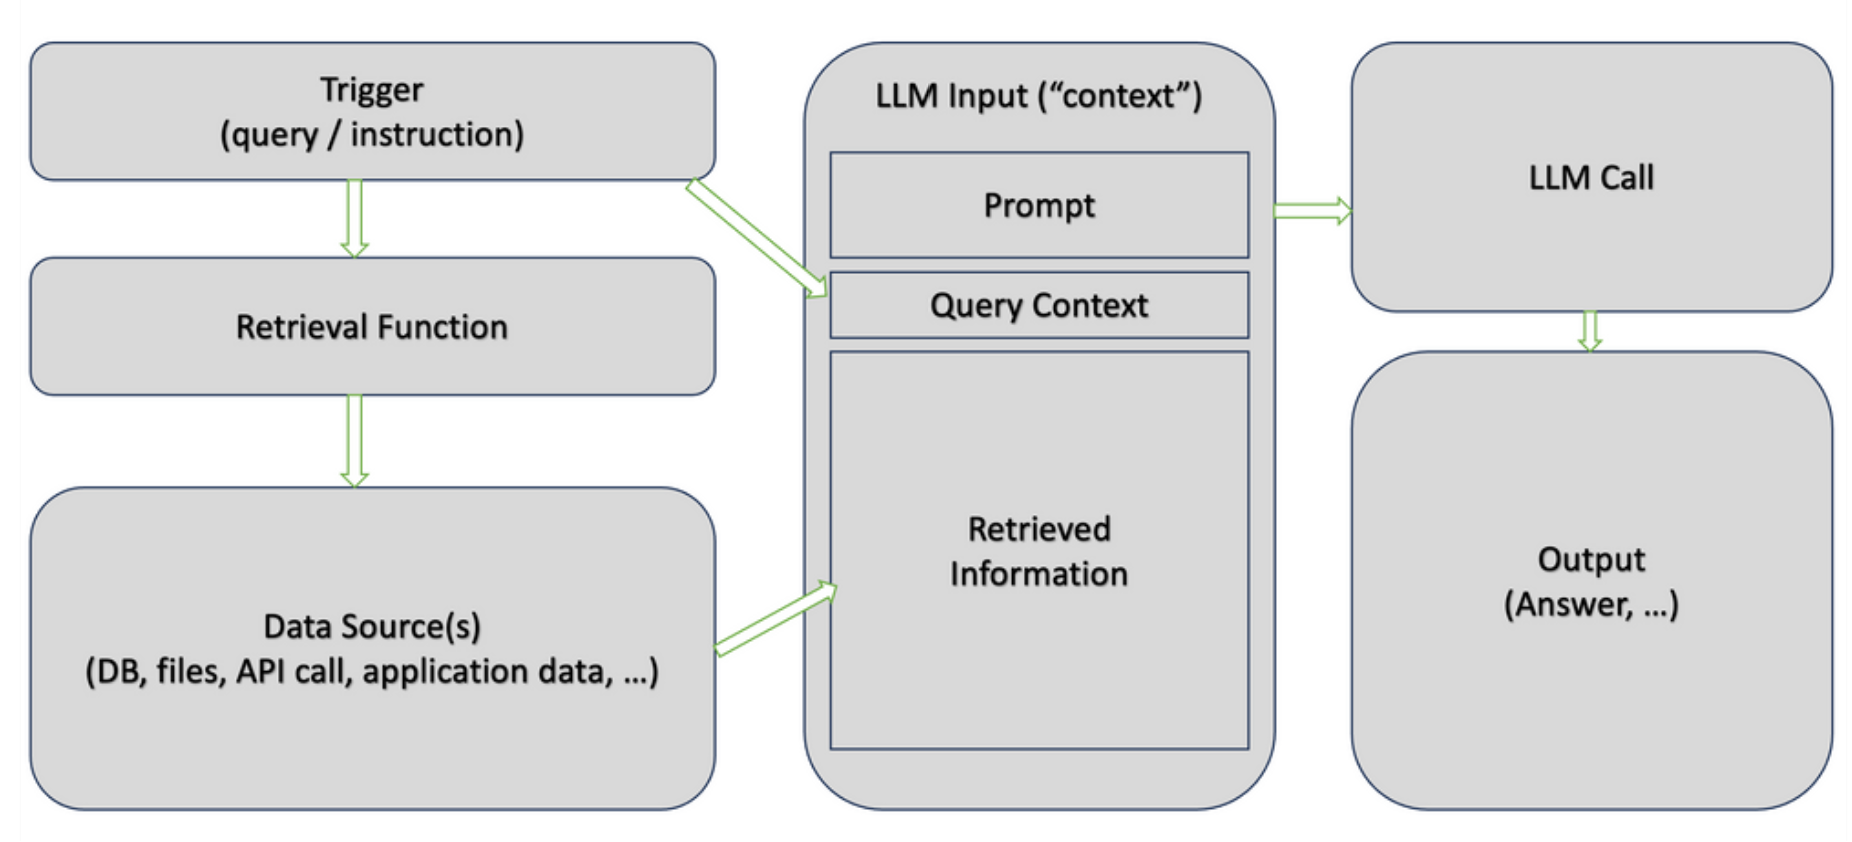 Trigger
(query / instruction)
Retrieval Function
Data Source(s)
(DB, files, API call, application data, ...)
LLM Input (“context”)
Prompt
Query Context
Retrieved
Information
LLM Call
Output
(Answer, ...)